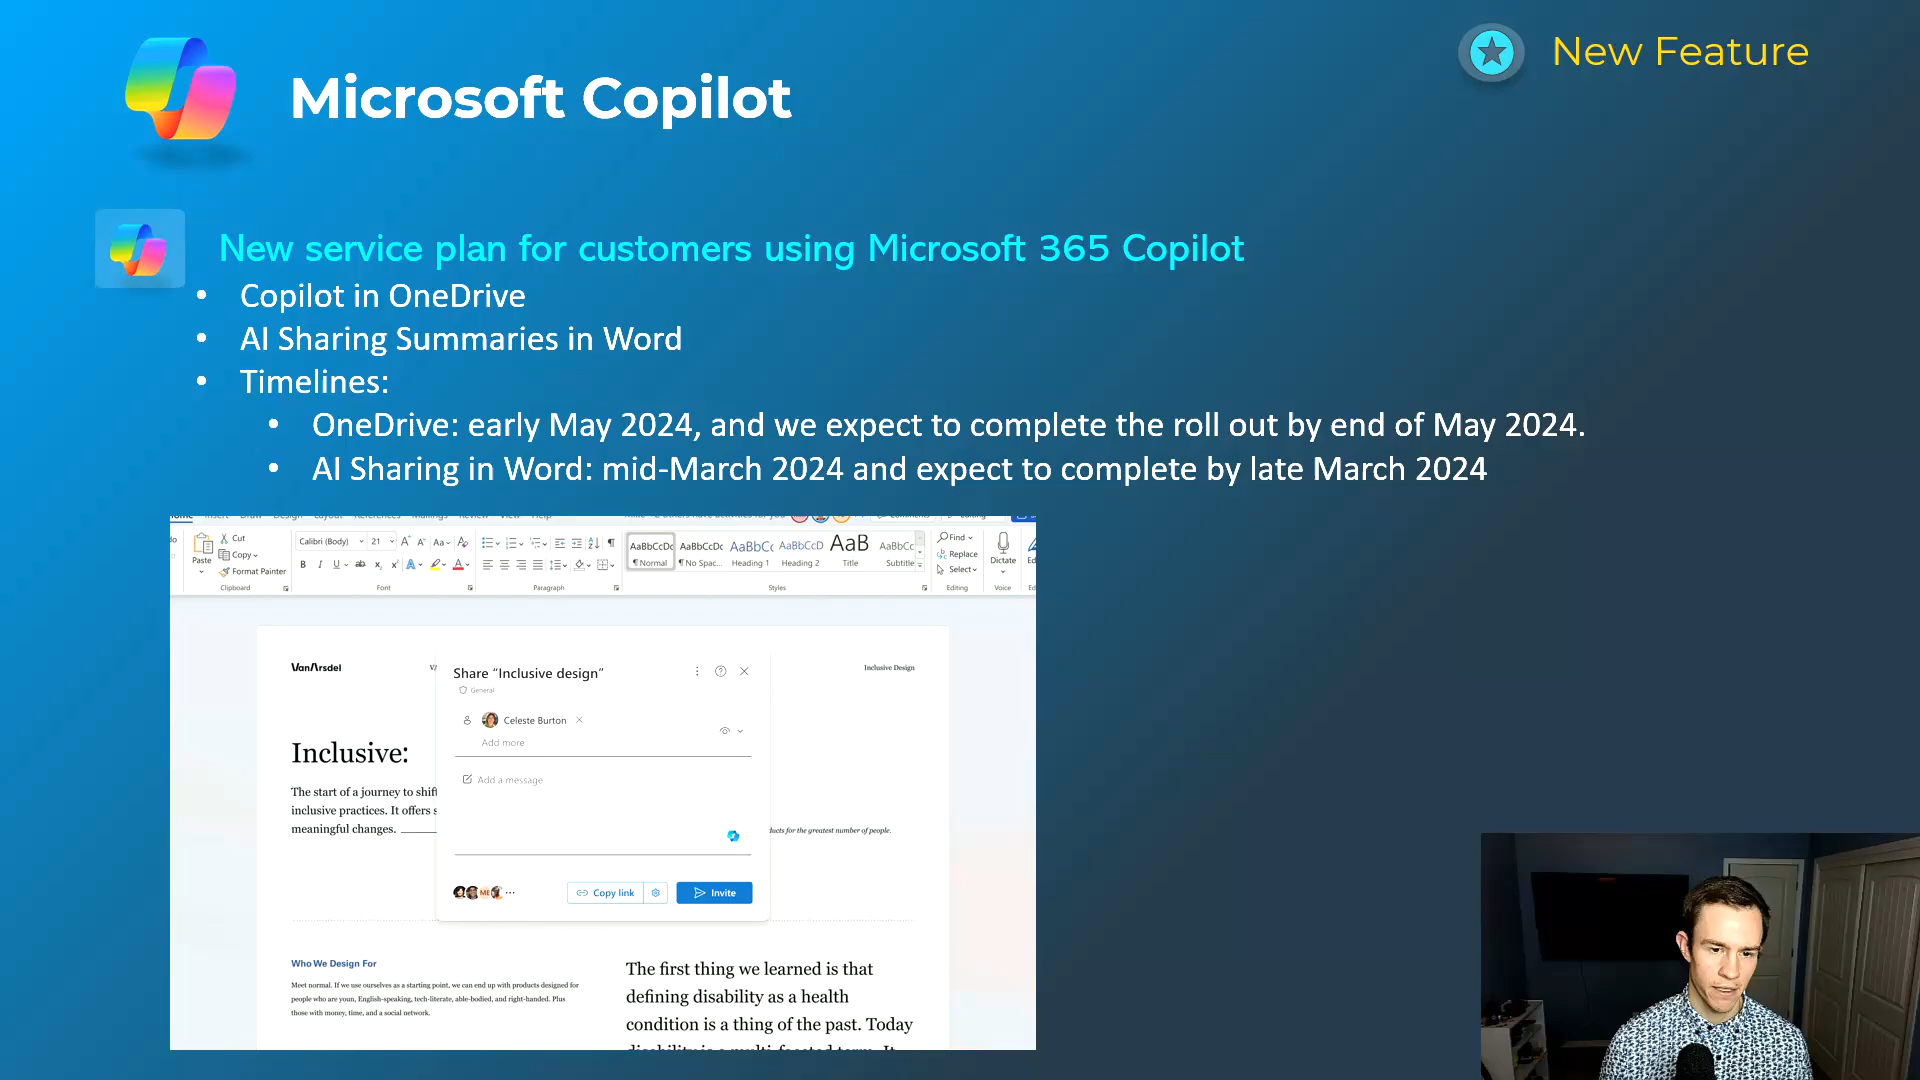 New Feature
Microsoft Copilot
New service plan for customers using Microsoft 365 Copilot
• Copilot in OneDrive
• AI Sharing Summaries in Word
• Timelines:
• OneDrive: early May 2024, and we expect to complete the roll out by end of May 2024.
• AI Sharing in Word: mid-March 2024 and expect to complete by late March 2024
Paste
Cut
Copy
Format Painter
Clipboard
Calibri (Body) 21
Font
Paragraph
AaBbCcDc AaBbCcDc AaBbCc AaBbCcD AaB AaBbCc
¶ Normal ¶ No Spac... Heading 1 Heading 2 Title Subtitle
Styles
Find
Replace
Select
Editing
Dictate
Voice
VanArsdel
Inclusive Design
Share “Inclusive design”
General
Celeste Burton
Add more
Add a message
ME
Copy link
Invite
Inclusive:
The start of a journey to shift
inclusive practices. It offers s
meaningful changes.
ducts for the greatest number of people.
Who We Design For
Meet normal. If we use ourselves as a starting point, we can end up with products designed for
people who are youn, English-speaking, tech-literate, able-bodied, and right-handed. Plus
those with money, time, and a social network.
The first thing we learned is that
defining disability as a health
condition is a thing of the past. Today